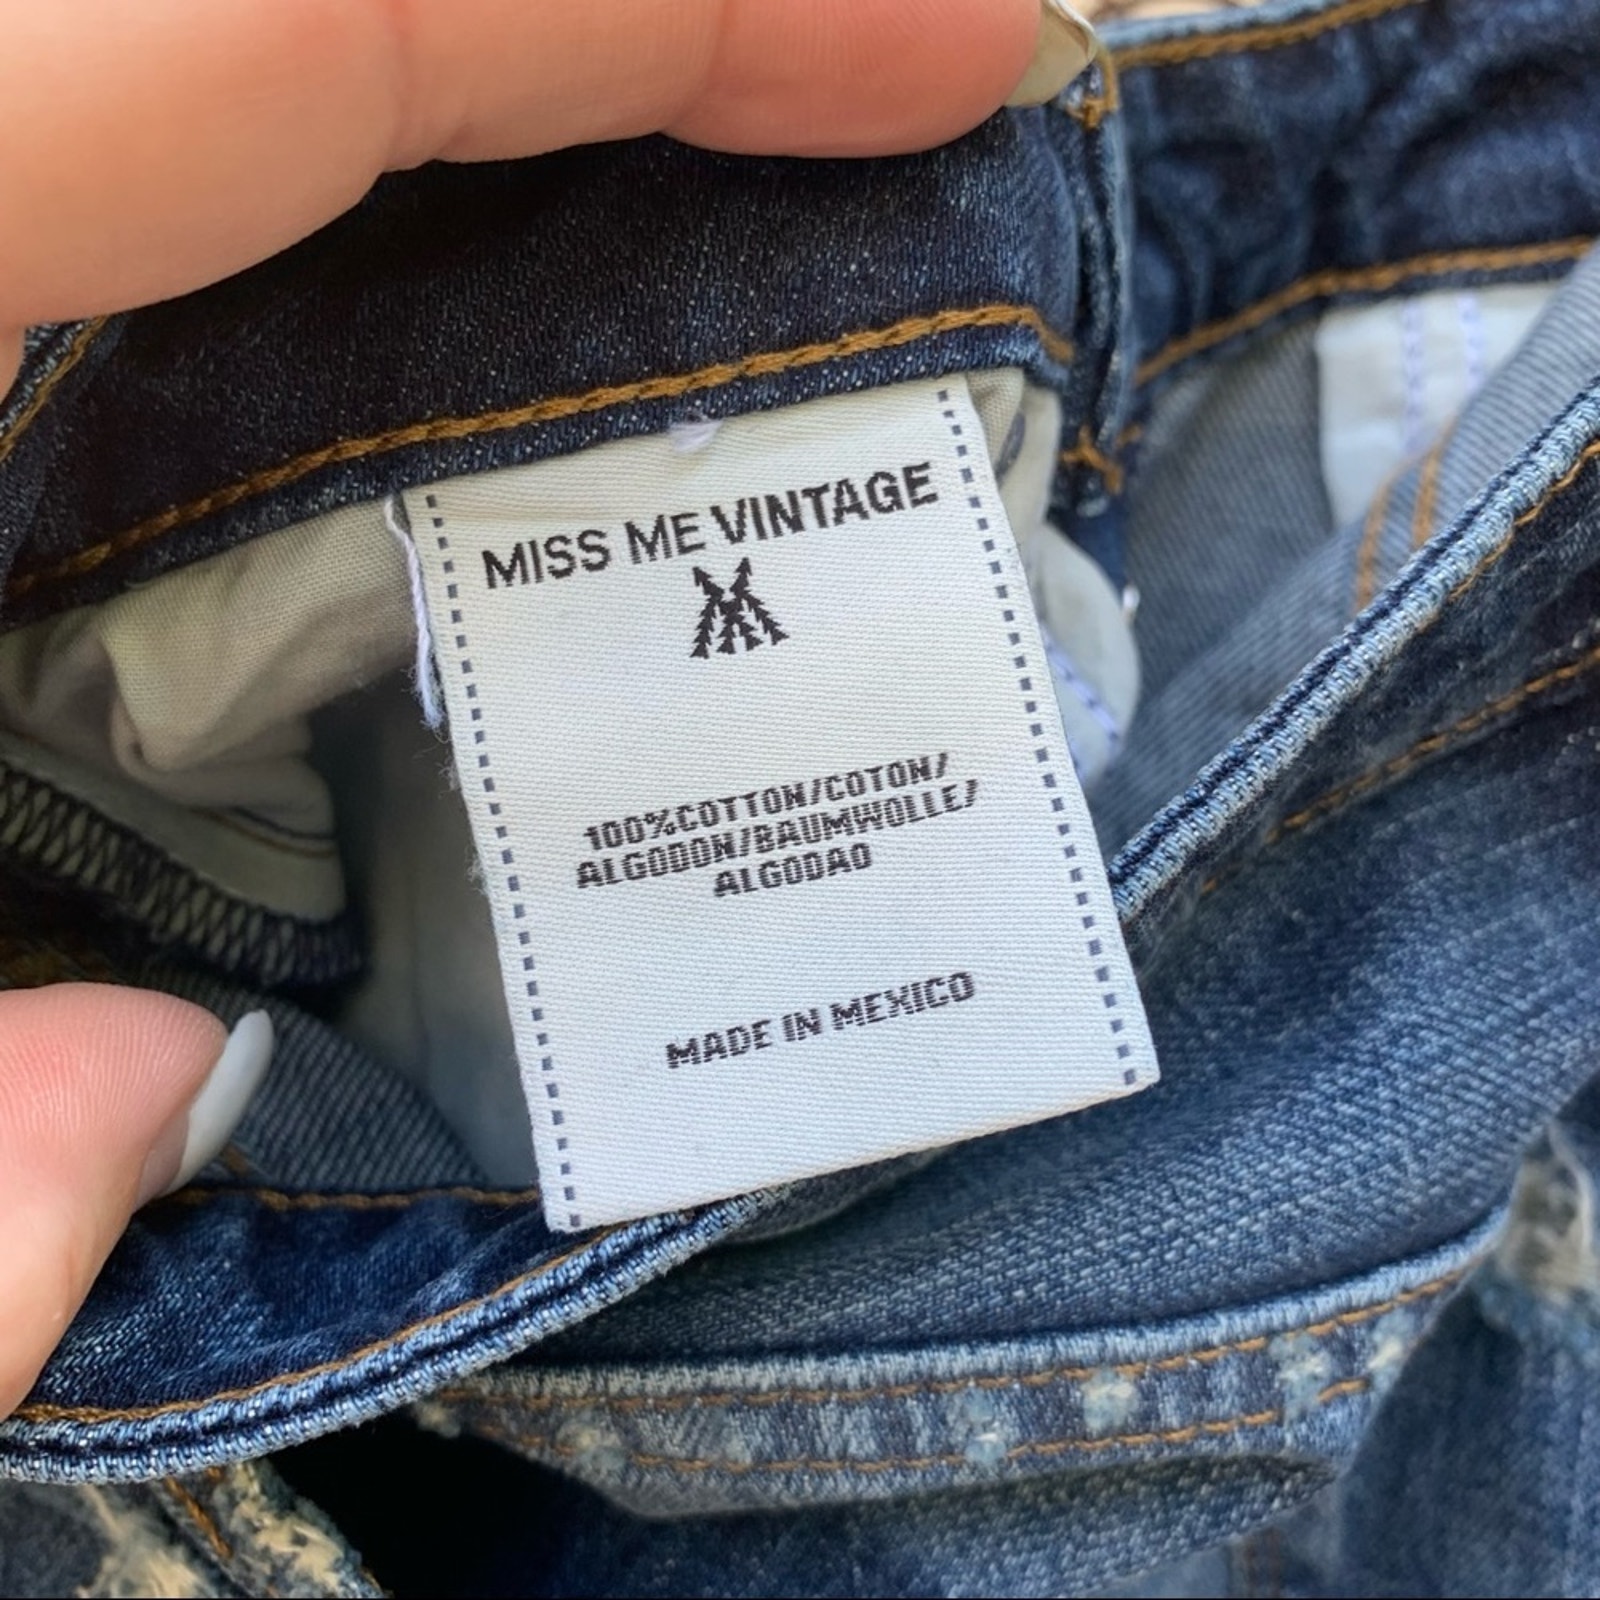 MISS ME VINTAGE
100%COTTON/COTON/
ALGODON/BAUMWOLLE/
ALGODAO
MADE IN MEXICO